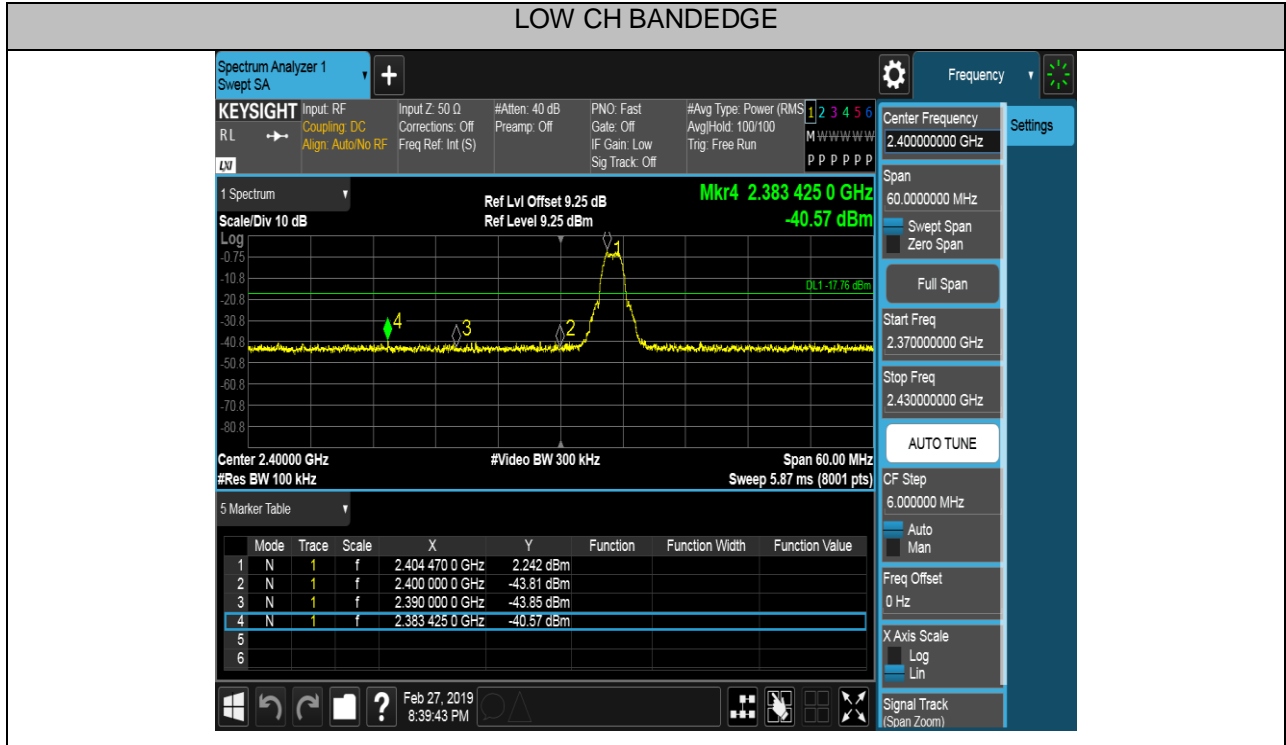 LOW CH BANDEDGE
Spectrum Analyzer 1
Swept SA
+
Frequency
KEYSIGHT
RL
LXI
Input: RF
Coupling: DC
Align: Auto/No RF
Input Z: 50 Ω
Corrections: Off
Freq Ref: Int (S)
#Atten: 40 dB
Preamp: Off
PNO: Fast
Gate: Off
IF Gain: Low
Sig Track: Off
#Avg Type: Power (RMS
Avg|Hold: 100/100
Trig: Free Run
1 2 3 4 5 6
M W W W W W
P P P P P P
1 Spectrum
Scale/Div 10 dB
Ref Lvl Offset 9.25 dB
Ref Level 9.25 dBm
Mkr4 2.383 425 0 GHz
-40.57 dBm
Log
-0.75
-10.8
-20.8
-30.8
-40.8
-50.8
-60.8
-70.8
-80.8
1
2
3
4
DL1 -17.76 dBm
Center 2.40000 GHz
#Res BW 100 kHz
#Video BW 300 kHz
Span 60.00 MHz
Sweep 5.87 ms (8001 pts)
5 Marker Table
Mode Trace Scale X Y Function Function Width Function Value
1 N 1 f 2.404 470 0 GHz 2.242 dBm
2 N 1 f 2.400 000 0 GHz -43.81 dBm
3 N 1 f 2.390 000 0 GHz -43.85 dBm
4 N 1 f 2.383 425 0 GHz -40.57 dBm
5
6
?
Feb 27, 2019
8:39:43 PM
Center Frequency
2.400000000 GHz
Settings
Span
60.0000000 MHz
Swept Span
Zero Span
Full Span
Start Freq
2.370000000 GHz
Stop Freq
2.430000000 GHz
AUTO TUNE
CF Step
6.000000 MHz
Auto
Man
Freq Offset
0 Hz
X Axis Scale
Log
Lin
Signal Track
(Span Zoom)